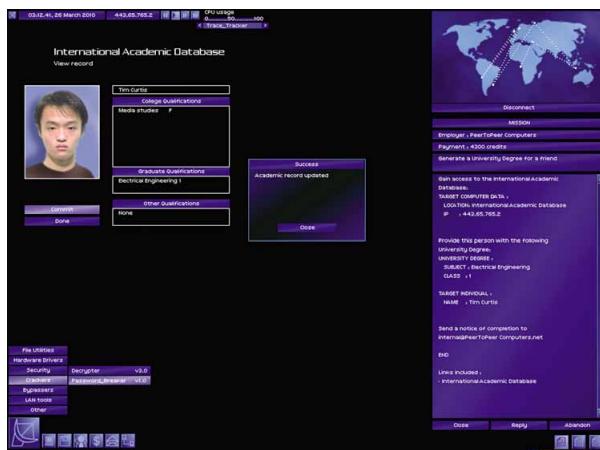 03.12.41, 26 March 2010
443.65.765.2
CPU usage
0 50 100
Trace_Tracker
International Academic Database
View record
Tim Curtis
College Qualifications
Media studies F
Graduate Qualifications
Electrical Engineering 1
Other Qualifications
None
Commit
Done
Success
Academic record updated
Close
Disconnect
MISSION
Employer : PeerToPeer Computers
Payment : 4300 credits
Generate a University Degree for a friend
Gain access to the International Academic
Database:
TARGET COMPUTER DATA :
LOCATION: International Academic Database
IP : 443.65.765.2
Provide this person with the following
University Degree:
UNIVERSITY DEGREE :
SUBJECT : Electrical Engineering
CLASS : 1
TARGET INDIVIDUAL :
NAME : Tim Curtis
Send a notice of completion to
internal@PeerToPeer Computers.net
END
Links included :
- International Academic Database
Close
Reply
Abandon
File Utilities
Hardware Drivers
Security
Crackers
Bypassers
LAN tools
Other
Decrypter v3.0
Password_Breaker v1.0